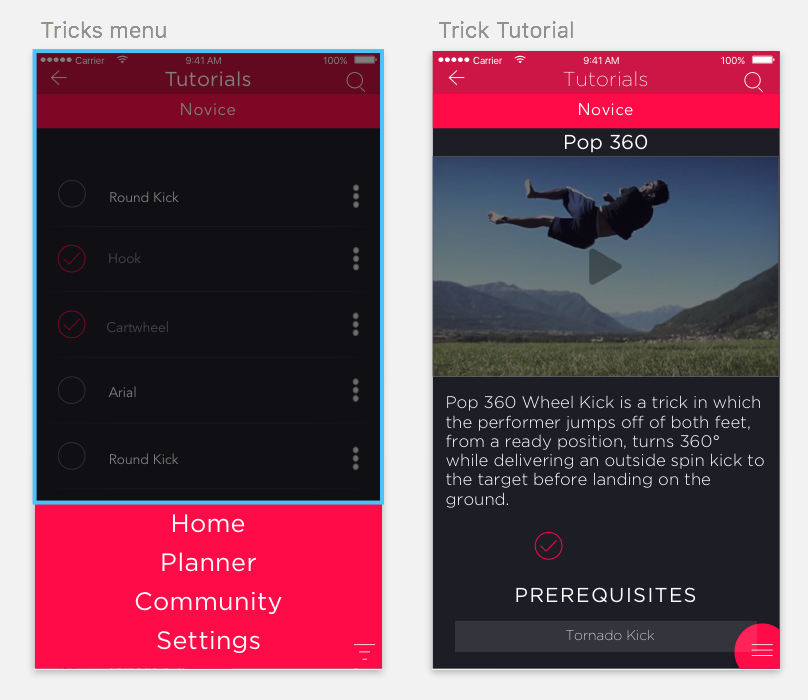 Tricks menu
Carrier 9:41 AM 100%
Tutorials
Novice
Round Kick
Hook
Cartwheel
Arial
Round Kick
Home
Planner
Community
Settings
Trick Tutorial
Carrier 9:41 AM 100%
Tutorials
Novice
Pop 360
Pop 360 Wheel Kick is a trick in which
the performer jumps off of both feet,
from a ready position, turns 360°
while delivering an outside spin kick to
the target before landing on the
ground.
PREREQUISITES
Tornado Kick